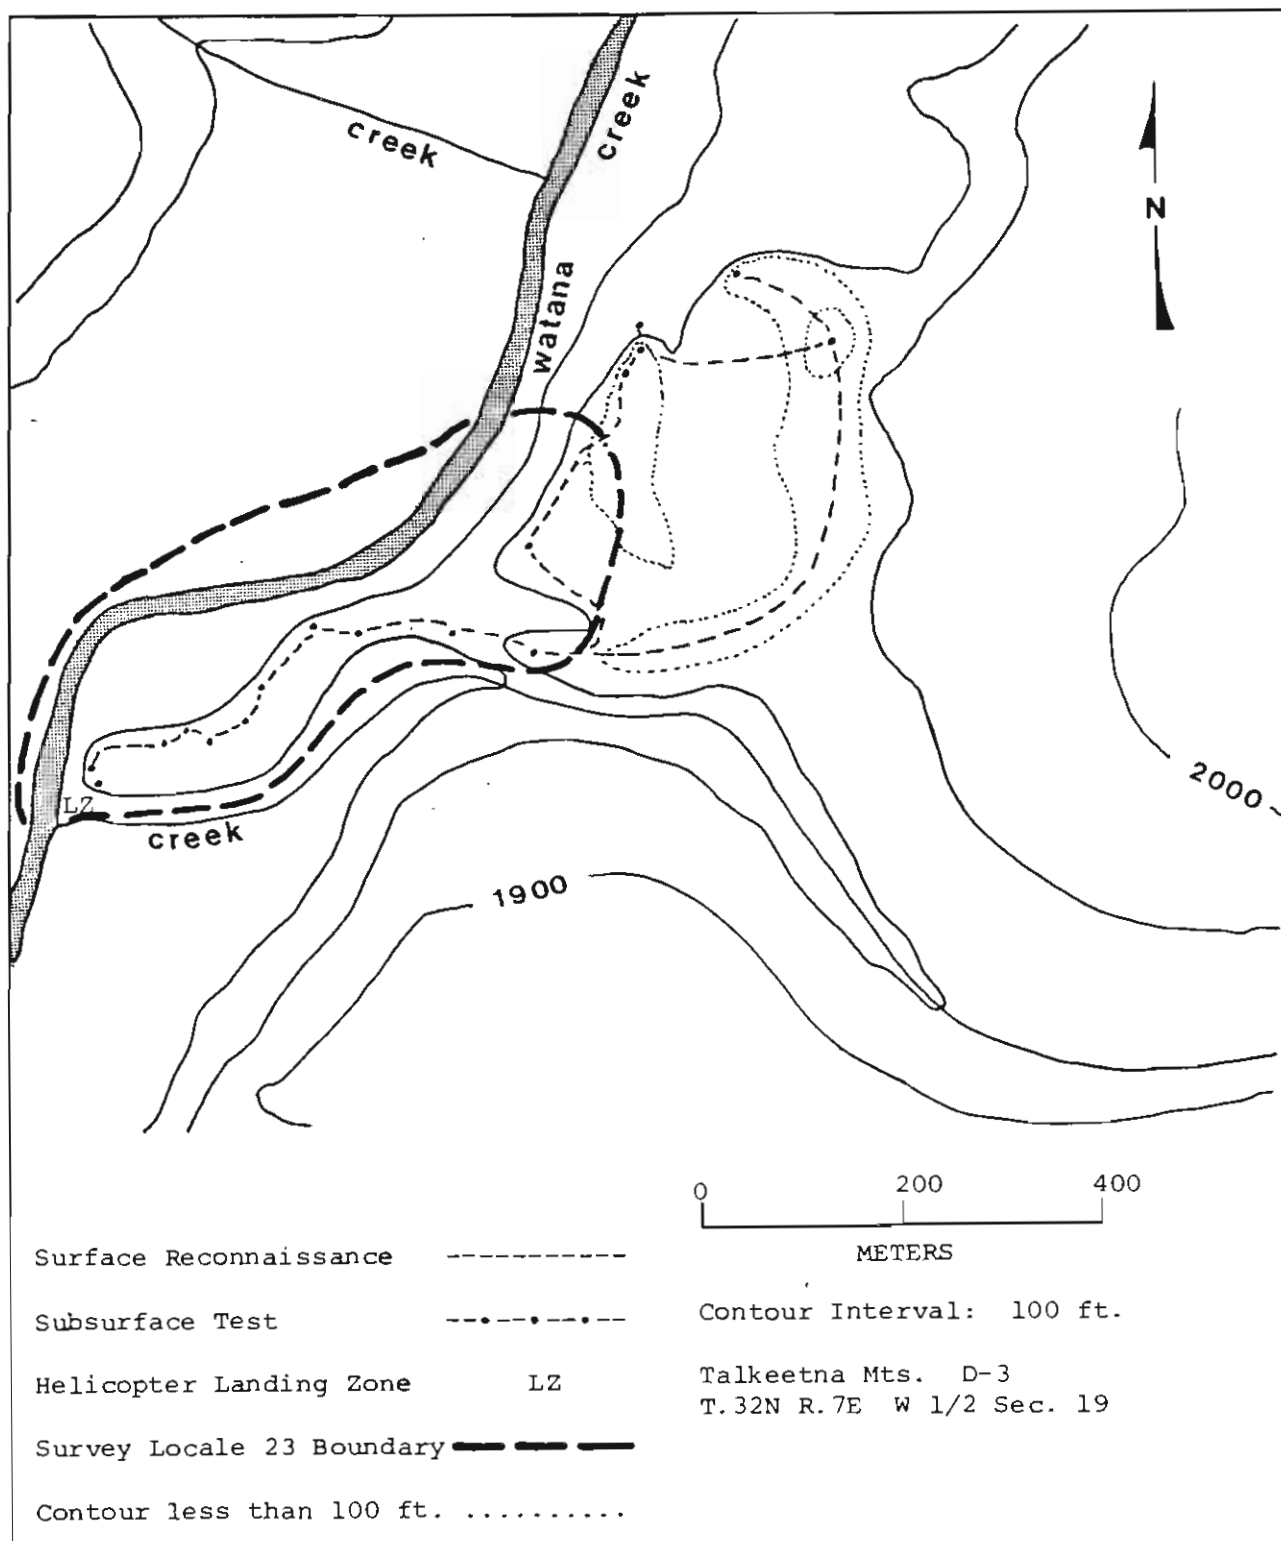 creek
creek
N
watana
2000
LZ
creek
1900
0 200 400
METERS
Surface Reconnaissance
Subsurface Test
Helicopter Landing Zone LZ
Survey Locale 23 Boundary
Contour less than 100 ft.
Contour Interval: 100 ft.
Talkeetna Mts. D-3
T.32N R.7E W 1/2 Sec. 19